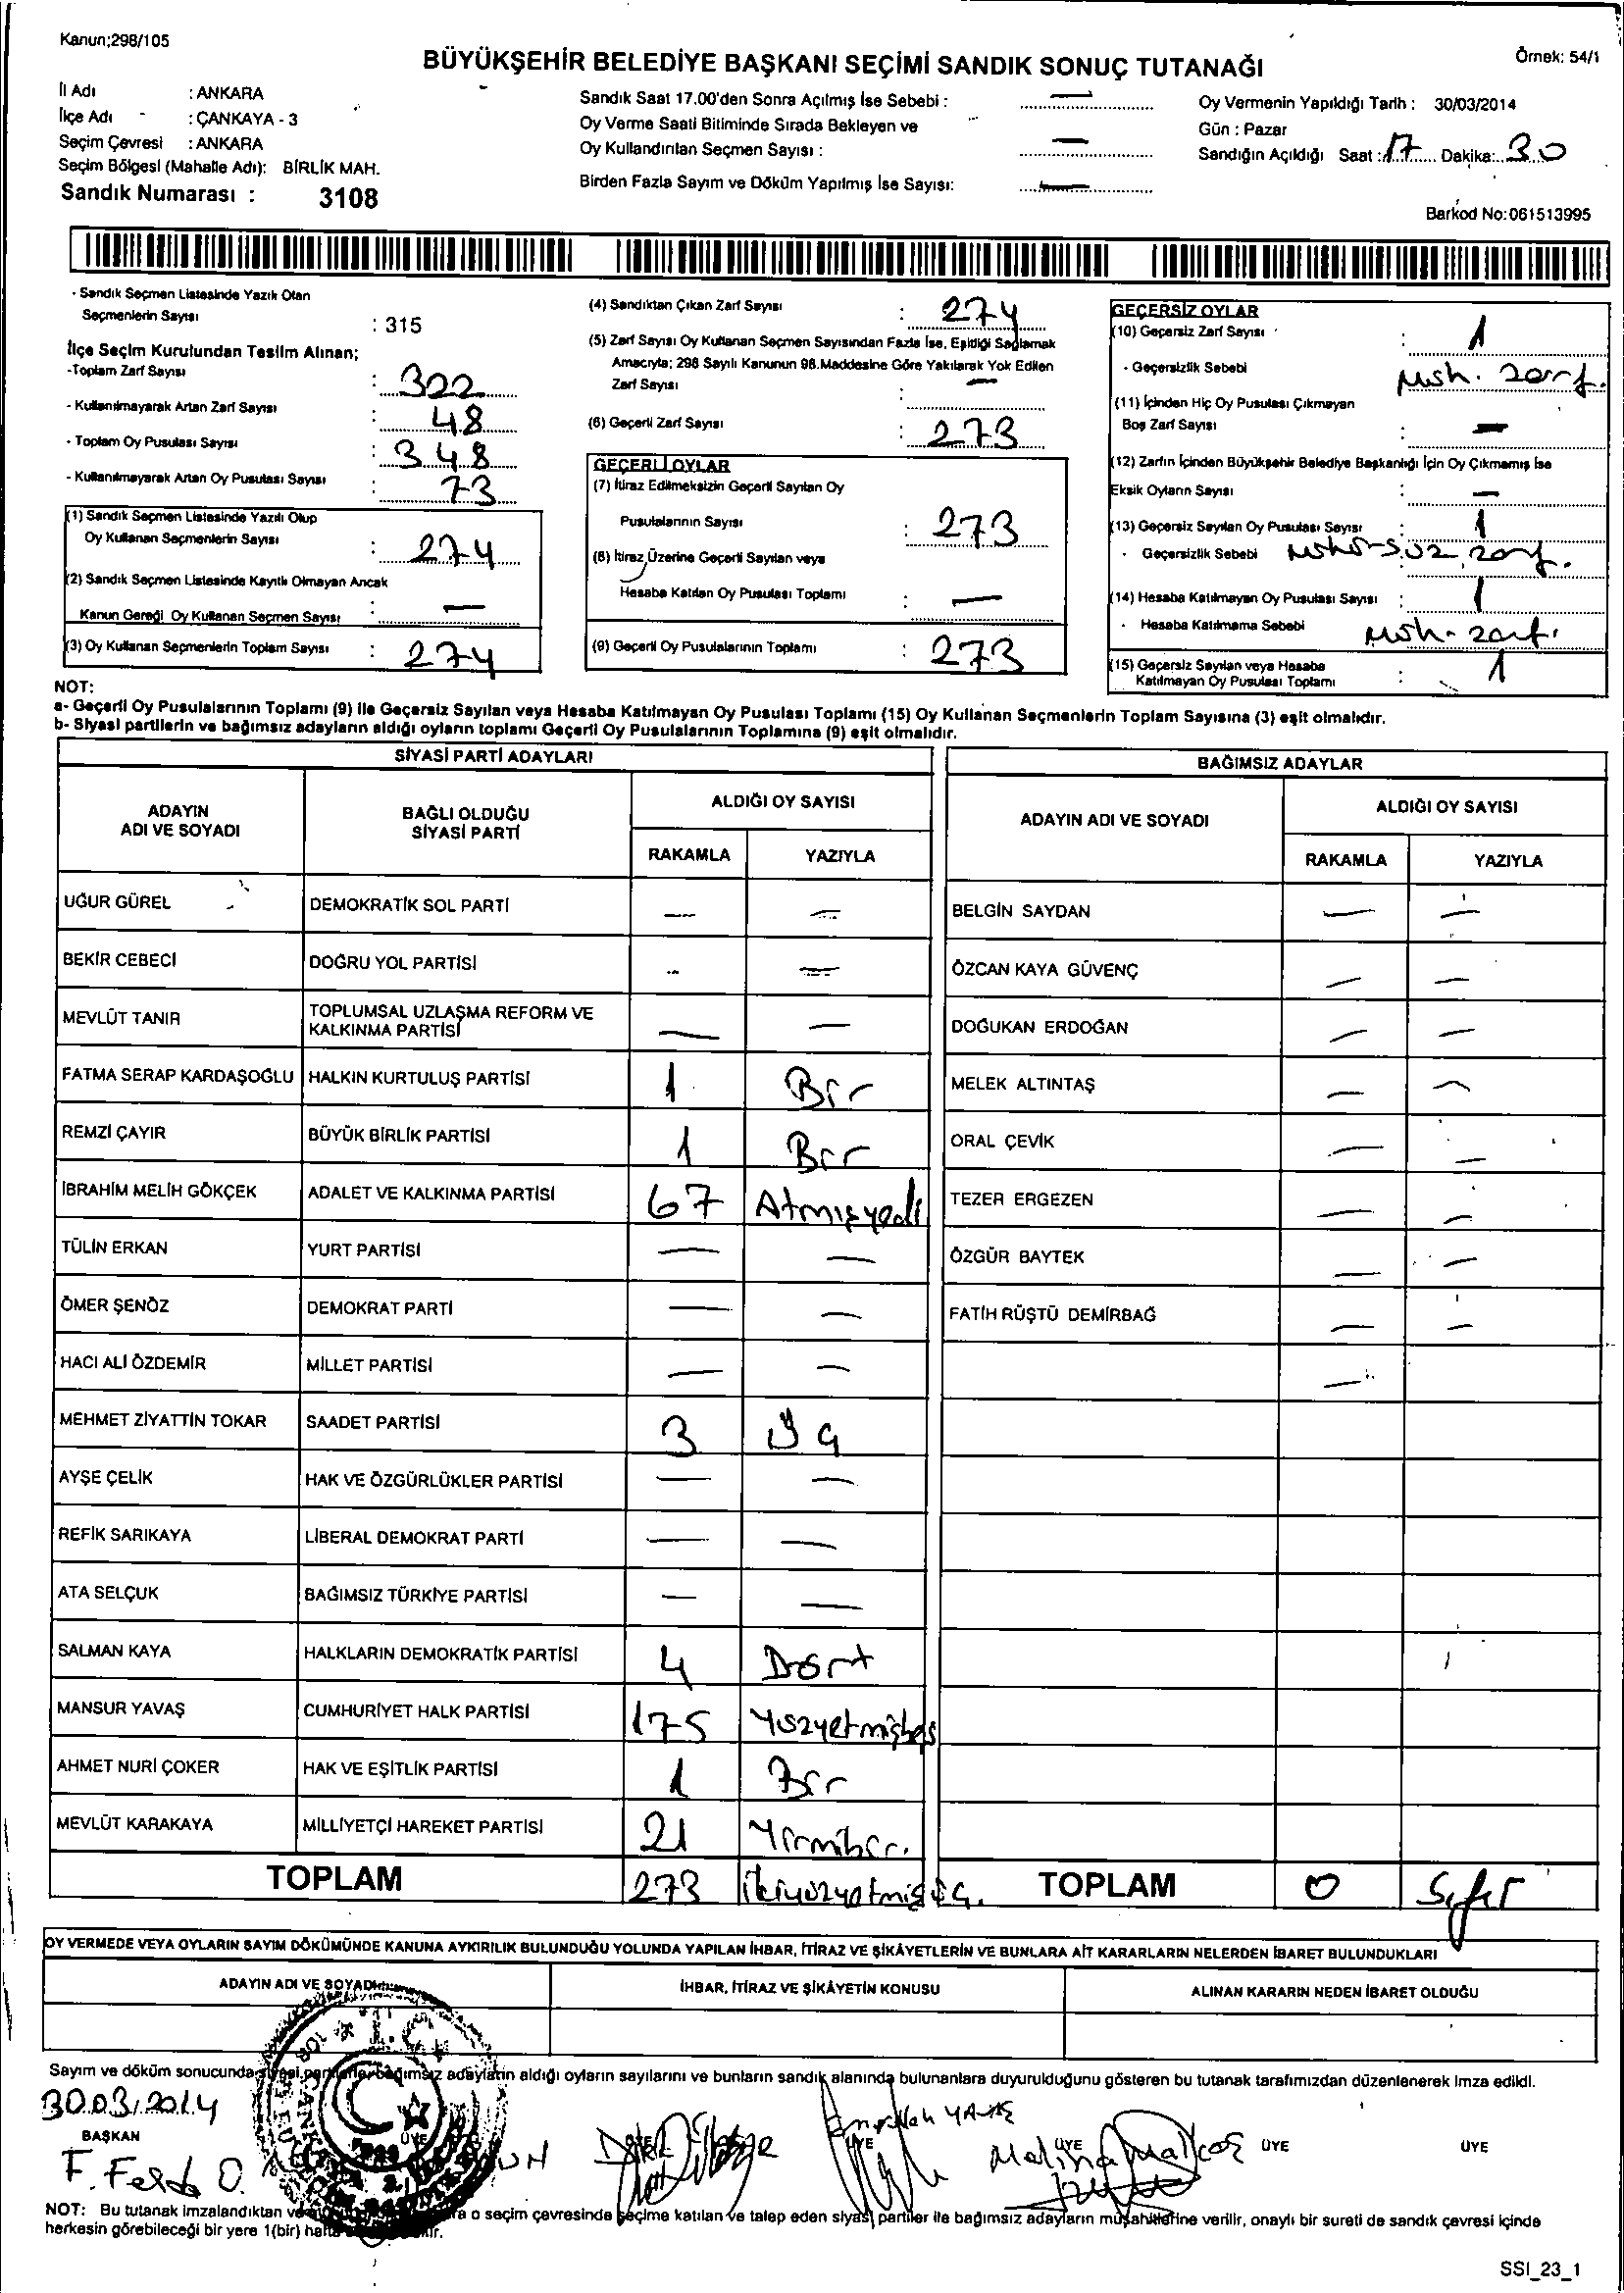 Kanun;298/105
BÜYÜKŞEHİR BELEDİYE BAŞKANI SEÇİMİ SANDIK SONUÇ TUTANAĞI
Örnek: 54/1
İl Adı : ANKARA
İlçe Adı : ÇANKAYA - 3
Seçim Çevresi : ANKARA
Seçim Bölgesi (Mahalle Adı): BİRLİK MAH.
Sandık Numarası : 3108
Sandık Saat 17.00'den Sonra Açılmış İse Sebebi : —
Oy Verme Saati Bitiminde Sırada Bekleyen ve
Oy Kullandırılan Seçmen Sayısı : —
Birden Fazla Sayım ve Döküm Yapılmış İse Sayısı: —
Oy Vermenin Yapıldığı Tarih : 30/03/2014
Gün : Pazar
Sandığın Açıldığı Saat : 17 Dakika: 30
Barkod No:061513995
- Sandık Seçmen Listesinde Yazılı Olan
Seçmenlerin Sayısı : 315
İlçe Seçim Kurulundan Teslim Alınan;
-Toplam Zarf Sayısı : 322
- Kullanılmayarak Artan Zarf Sayısı : 48
- Toplam Oy Pusulası Sayısı : 348
- Kullanılmayarak Artan Oy Pusulası Sayısı : 73
(1) Sandık Seçmen Listesinde Yazılı Olup
Oy Kullanan Seçmenlerin Sayısı : 274
(2) Sandık Seçmen Listesinde Kayıtlı Olmayan Ancak
Kanun Gereği Oy Kullanan Seçmen Sayısı : —
(3) Oy Kullanan Seçmenlerin Toplam Sayısı : 274
(4) Sandıktan Çıkan Zarf Sayısı : 274
(5) Zarf Sayısı Oy Kullanan Seçmen Sayısından Fazla İse, Eşitliği Sağlamak
Amacıyla; 298 Sayılı Kanunun 98.Maddesine Göre Yakılarak Yok Edilen
Zarf Sayısı : —
(6) Geçerli Zarf Sayısı : 273
GEÇERLİ OYLAR
(7) İtiraz Edilmeksizin Geçerli Sayılan Oy
Pusulalarının Sayısı : 273
(8) İtiraz Üzerine Geçerli Sayılan veya
Hesaba Katılan Oy Pusulası Toplamı : —
(9) Geçerli Oy Pusulalarının Toplamı : 273
GEÇERSİZ OYLAR
(10) Geçersiz Zarf Sayısı : 1
- Geçersizlik Sebebi Msh. zarf.
(11) İçinden Hiç Oy Pusulası Çıkmayan
Boş Zarf Sayısı : —
(12) Zarfın İçinden Büyükşehir Belediye Başkanlığı İçin Oy Çıkmamış İse
Eksik Oyların Sayısı : —
(13) Geçersiz Sayılan Oy Pusulası Sayısı : 1
- Geçersizlik Sebebi Mühürsüz zarf.
(14) Hesaba Katılmayan Oy Pusulası Sayısı : 1
- Hesaba Katılmama Sebebi Msh. zarf.
(15) Geçersiz Sayılan veya Hesaba
Katılmayan Oy Pusulası Toplamı : 1
NOT:
a- Geçerli Oy Pusulalarının Toplamı (9) ile Geçersiz Sayılan veya Hesaba Katılmayan Oy Pusulası Toplamı (15) Oy Kullanan Seçmenlerin Toplam Sayısına (3) eşit olmalıdır.
b- Siyasi partilerin ve bağımsız adayların aldığı oyların toplamı Geçerli Oy Pusulalarının Toplamına (9) eşit olmalıdır.
SİYASİ PARTİ ADAYLARI
ADAYIN ADI VE SOYADI BAĞLI OLDUĞU SİYASİ PARTİ ALDIĞI OY SAYISI
RAKAMLA YAZIYLA
UĞUR GÜREL DEMOKRATİK SOL PARTİ — —
BEKİR CEBECİ DOĞRU YOL PARTİSİ — —
MEVLÜT TANIR TOPLUMSAL UZLAŞMA REFORM VE KALKINMA PARTİSİ — —
FATMA SERAP KARDAŞOĞLU HALKIN KURTULUŞ PARTİSİ 1 Bir
REMZİ ÇAYIR BÜYÜK BİRLİK PARTİSİ 1 Bir
İBRAHİM MELİH GÖKÇEK ADALET VE KALKINMA PARTİSİ 67 Atmışyedi
TÜLİN ERKAN YURT PARTİSİ — —
ÖMER ŞENÖZ DEMOKRAT PARTİ — —
HACI ALİ ÖZDEMİR MİLLET PARTİSİ — —
MEHMET ZİYATTİN TOKAR SAADET PARTİSİ 3 Üç
AYŞE ÇELİK HAK VE ÖZGÜRLÜKLER PARTİSİ — —
REFİK SARIKAYA LİBERAL DEMOKRAT PARTİ — —
ATA SELÇUK BAĞIMSIZ TÜRKİYE PARTİSİ — —
SALMAN KAYA HALKLARIN DEMOKRATİK PARTİSİ 4 Dört
MANSUR YAVAŞ CUMHURİYET HALK PARTİSİ 175 Yüzyetmişbeş
AHMET NURİ ÇOKER HAK VE EŞİTLİK PARTİSİ 1 Bir
MEVLÜT KARAKAYA MİLLİYETÇİ HAREKET PARTİSİ 21 Yirmibir.
TOPLAM 273 İkiyüzyetmişüç.
BAĞIMSIZ ADAYLAR
ADAYIN ADI VE SOYADI ALDIĞI OY SAYISI
RAKAMLA YAZIYLA
BELGİN SAYDAN — —
ÖZCAN KAYA GÜVENÇ — —
DOĞUKAN ERDOĞAN — —
MELEK ALTINTAŞ — —
ORAL ÇEVİK — —
TEZER ERGEZEN — —
ÖZGÜR BAYTEK — —
FATİH RÜŞTÜ DEMİRBAĞ — —
TOPLAM 0 Sıfır
OY VERMEDE VEYA OYLARIN SAYIM DÖKÜMÜNDE KANUNA AYKIRILIK BULUNDUĞU YOLUNDA YAPILAN İHBAR, İTİRAZ VE ŞİKÂYETLERİN VE BUNLARA AİT KARARLARIN NELERDEN İBARET BULUNDUKLARI
ADAYIN ADI VE SOYADI İHBAR, İTİRAZ VE ŞİKÂYETİN KONUSU ALINAN KARARIN NEDEN İBARET OLDUĞU
Sayım ve döküm sonucunda siyasi partilerle bağımsız adayların aldığı oyların sayılarını ve bunların sandık alanında bulunanlara duyurulduğunu gösteren bu tutanak tarafımızdan düzenlenerek imza edildi.
30.03.2014
BAŞKAN ÜYE ÜYE ÜYE ÜYE ÜYE
NOT: Bu tutanak imzalandıktan o seçim çevresinde seçime katılan ve talep eden siyasi partiler ile bağımsız adayların müşahitlerine verilir, onaylı bir sureti de sandık çevresi içinde
herkesin görebileceği bir yere 1(bir) hafta
SSI_23_1